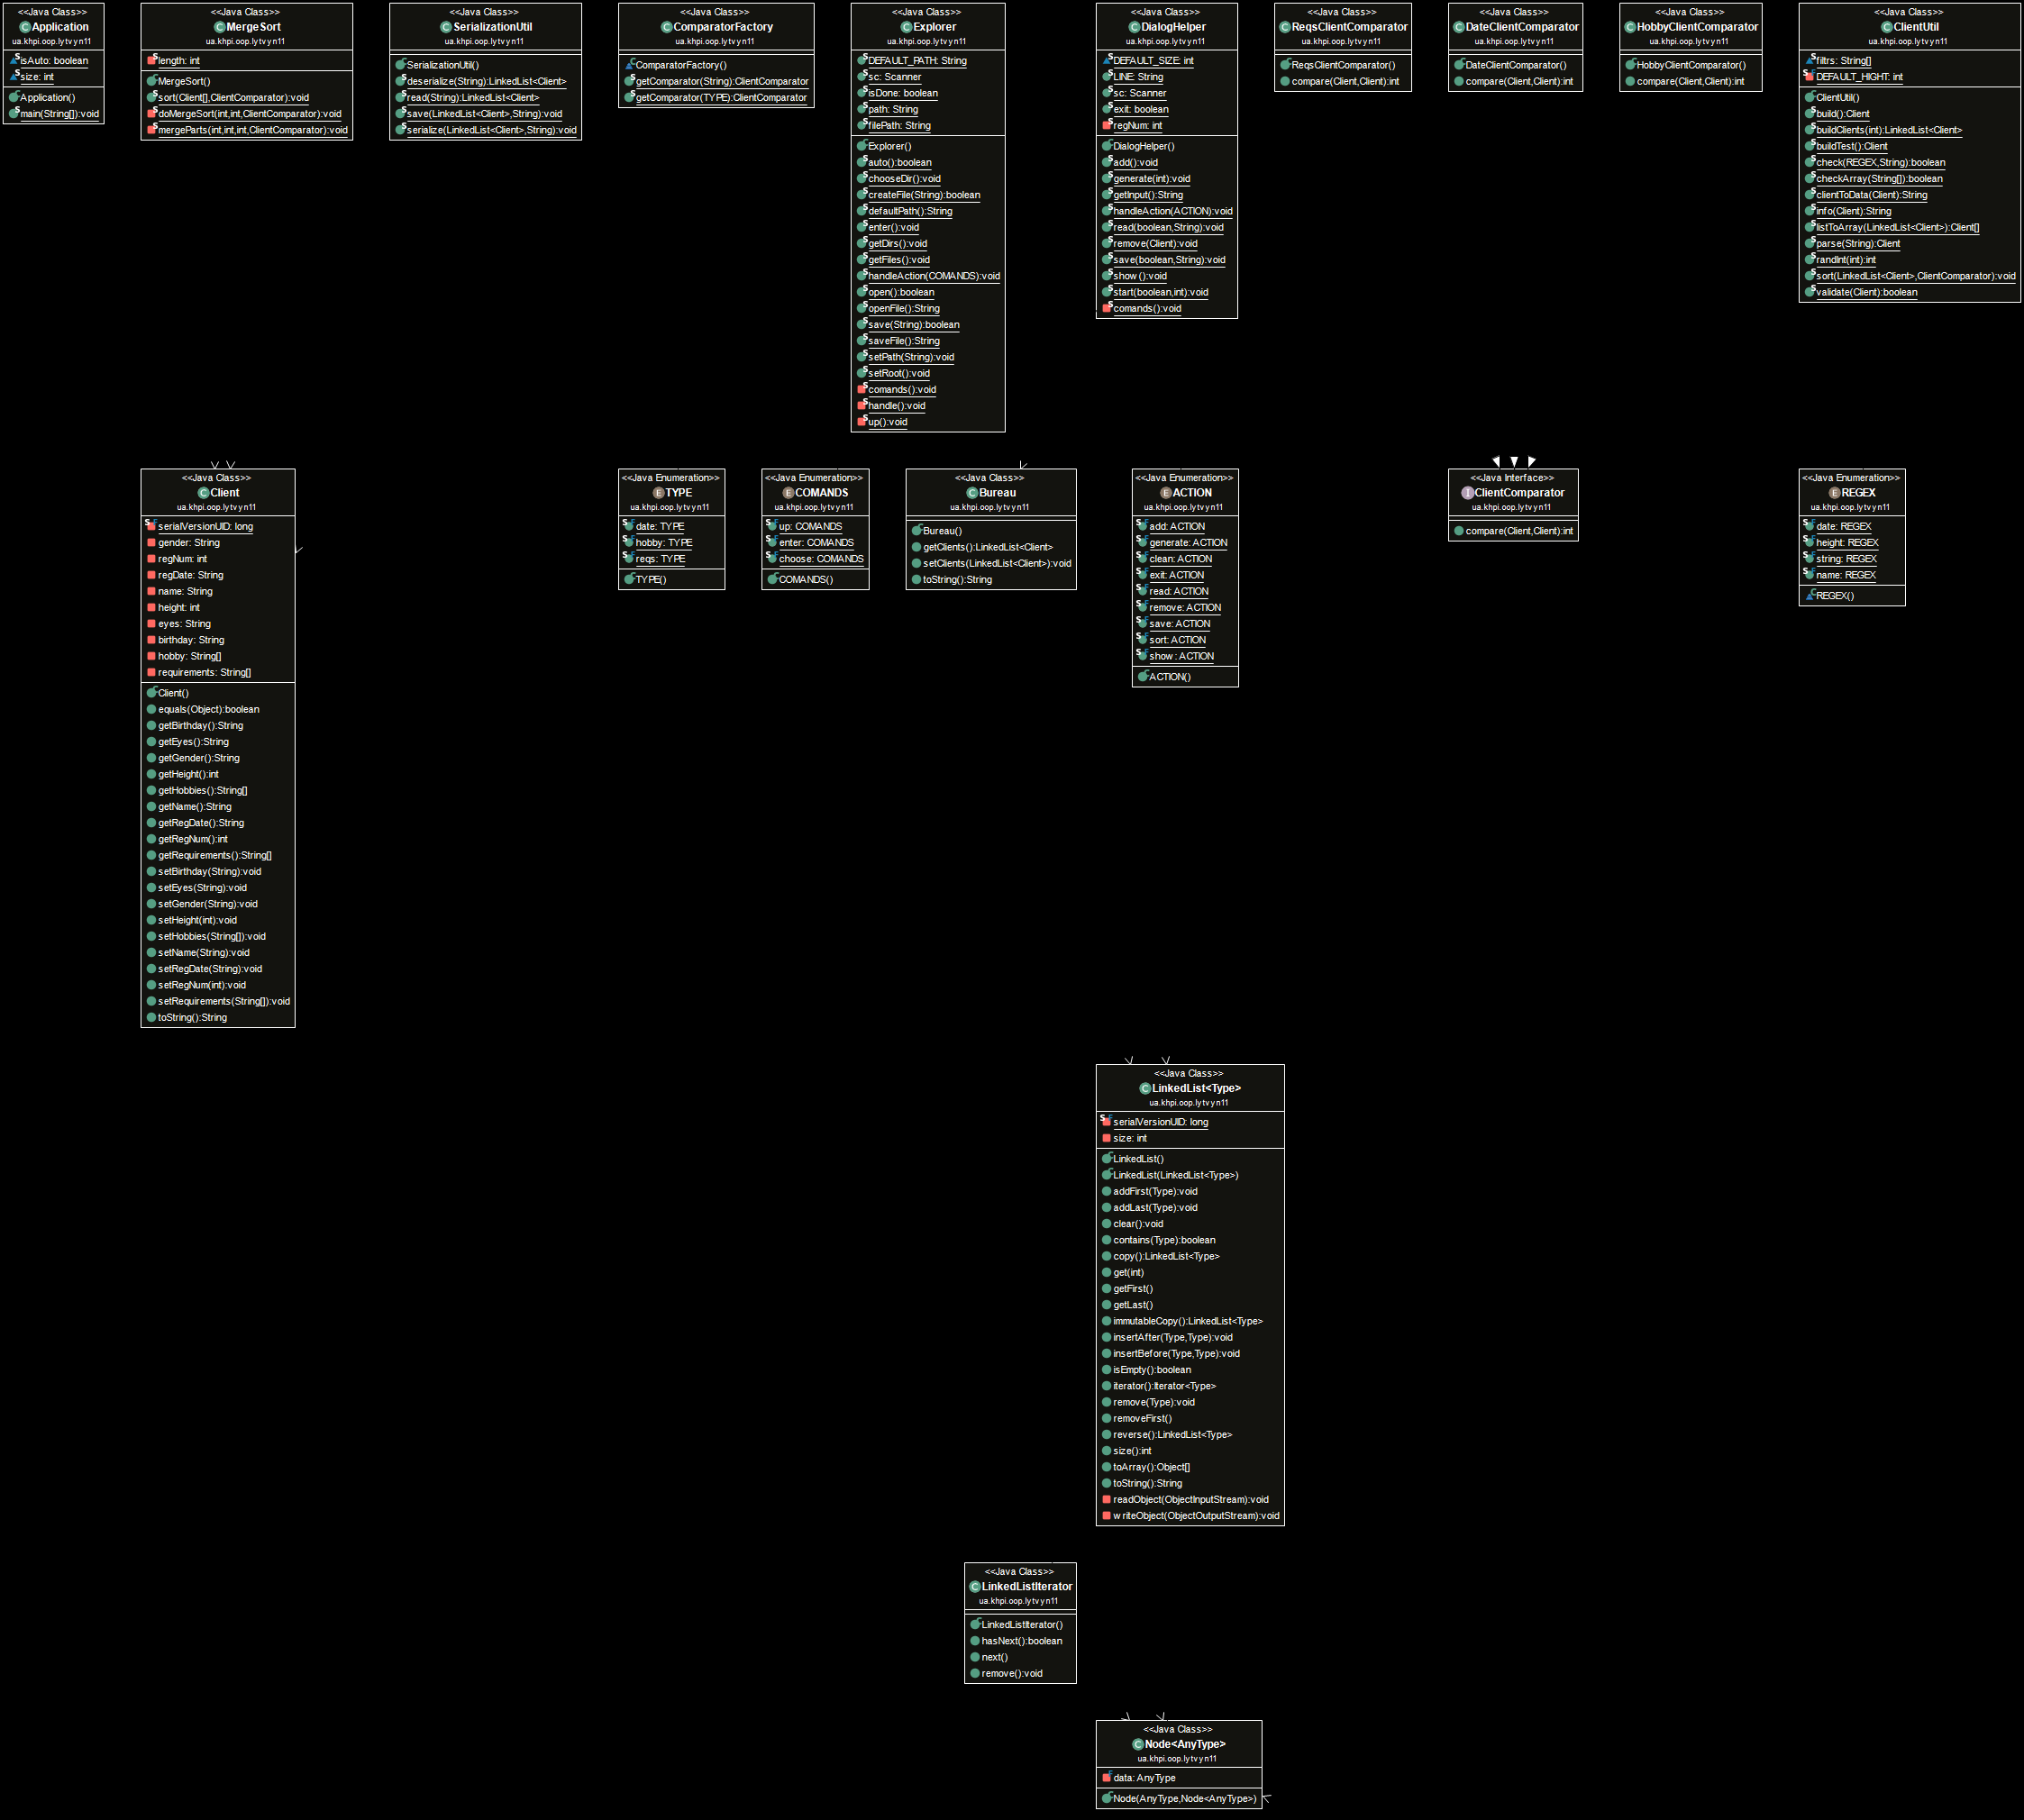 <<Java Class>>
Application
ua.khpi.oop.lytvyn11
isAuto: boolean
size: int
Application()
main(String[]):void
<<Java Class>>
MergeSort
ua.khpi.oop.lytvyn11
length: int
MergeSort()
sort(Client[],ClientComparator):void
doMergeSort(int,int,ClientComparator):void
mergeParts(int,int,int,ClientComparator):void
<<Java Class>>
SerializationUtil
ua.khpi.oop.lytvyn11
SerializationUtil()
deserialize(String):LinkedList<Client>
read(String):LinkedList<Client>
save(LinkedList<Client>,String):void
serialize(LinkedList<Client>,String):void
<<Java Class>>
ComparatorFactory
ua.khpi.oop.lytvyn11
ComparatorFactory()
getComparator(String):ClientComparator
getComparator(TYPE):ClientComparator
<<Java Class>>
Explorer
ua.khpi.oop.lytvyn11
DEFAULT_PATH: String
sc: Scanner
isDone: boolean
path: String
filePath: String
Explorer()
auto():boolean
chooseDir():void
createFile(String):boolean
defaultPath():String
enter():void
getDirs():void
getFiles():void
handleAction(COMANDS):void
open():boolean
openFile():String
save(String):boolean
saveFile():String
setPath(String):void
setRoot():void
comands():void
handle():void
up():void
<<Java Class>>
DialogHelper
ua.khpi.oop.lytvyn11
DEFAULT_SIZE: int
LINE: String
sc: Scanner
exit: boolean
regNum: int
DialogHelper()
add():void
generate(int):void
getInput():String
handleAction(ACTION):void
read(boolean,String):void
remove(Client):void
save(boolean,String):void
show():void
start(boolean,int):void
comands():void
<<Java Class>>
ReqsClientComparator
ua.khpi.oop.lytvyn11
ReqsClientComparator()
compare(Client,Client):int
<<Java Class>>
DateClientComparator
ua.khpi.oop.lytvyn11
DateClientComparator()
compare(Client,Client):int
<<Java Class>>
HobbyClientComparator
ua.khpi.oop.lytvyn11
HobbyClientComparator()
compare(Client,Client):int
<<Java Class>>
ClientUtil
ua.khpi.oop.lytvyn11
filtrs: String[]
DEFAULT_HIGHT: int
ClientUtil()
build():Client
buildClients(int):LinkedList<Client>
buildTest():Client
check(REGEX,String):boolean
checkArray(String[]):boolean
clientToData(Client):String
info(Client):String
listToArray(LinkedList<Client>):Client[]
parse(String):Client
randInt(int):int
sort(LinkedList<Client>,ClientComparator):void
validate(Client):boolean
<<Java Class>>
Client
ua.khpi.oop.lytvyn11
serialVersionUID: long
gender: String
regNum: int
regDate: String
name: String
height: int
eyes: String
birthday: String
hobby: String[]
requirements: String[]
Client()
equals(Object):boolean
getBirthday():String
getEyes():String
getGender():String
getHeight():int
getHobbies():String[]
getName():String
getRegDate():String
getRegNum():int
getRequirements():String[]
setBirthday(String):void
setEyes(String):void
setGender(String):void
setHeight(int):void
setHobbies(String[]):void
setName(String):void
setRegDate(String):void
setRegNum(int):void
setRequirements(String[]):void
toString():String
<<Java Enumeration>>
TYPE
ua.khpi.oop.lytvyn11
date: TYPE
hobby: TYPE
reqs: TYPE
TYPE()
<<Java Enumeration>>
COMANDS
ua.khpi.oop.lytvyn11
up: COMANDS
enter: COMANDS
choose: COMANDS
COMANDS()
<<Java Class>>
Bureau
ua.khpi.oop.lytvyn11
Bureau()
getClients():LinkedList<Client>
setClients(LinkedList<Client>):void
toString():String
<<Java Enumeration>>
ACTION
ua.khpi.oop.lytvyn11
add: ACTION
generate: ACTION
clean: ACTION
exit: ACTION
read: ACTION
remove: ACTION
save: ACTION
sort: ACTION
show: ACTION
ACTION()
<<Java Interface>>
ClientComparator
ua.khpi.oop.lytvyn11
compare(Client,Client):int
<<Java Enumeration>>
REGEX
ua.khpi.oop.lytvyn11
date: REGEX
height: REGEX
string: REGEX
name: REGEX
REGEX()
<<Java Class>>
LinkedList<Type>
ua.khpi.oop.lytvyn11
serialVersionUID: long
size: int
LinkedList()
LinkedList(LinkedList<Type>)
addFirst(Type):void
addLast(Type):void
clear():void
contains(Type):boolean
copy():LinkedList<Type>
get(int)
getFirst()
getLast()
immutableCopy():LinkedList<Type>
insertAfter(Type,Type):void
insertBefore(Type,Type):void
isEmpty():boolean
iterator():Iterator<Type>
remove(Type):void
removeFirst()
reverse():LinkedList<Type>
size():int
toArray():Object[]
toString():String
readObject(ObjectInputStream):void
writeObject(ObjectOutputStream):void
<<Java Class>>
LinkedListIterator
ua.khpi.oop.lytvyn11
LinkedListIterator()
hasNext():boolean
next()
remove():void
<<Java Class>>
Node<AnyType>
ua.khpi.oop.lytvyn11
data: AnyType
Node(AnyType,Node<AnyType>)